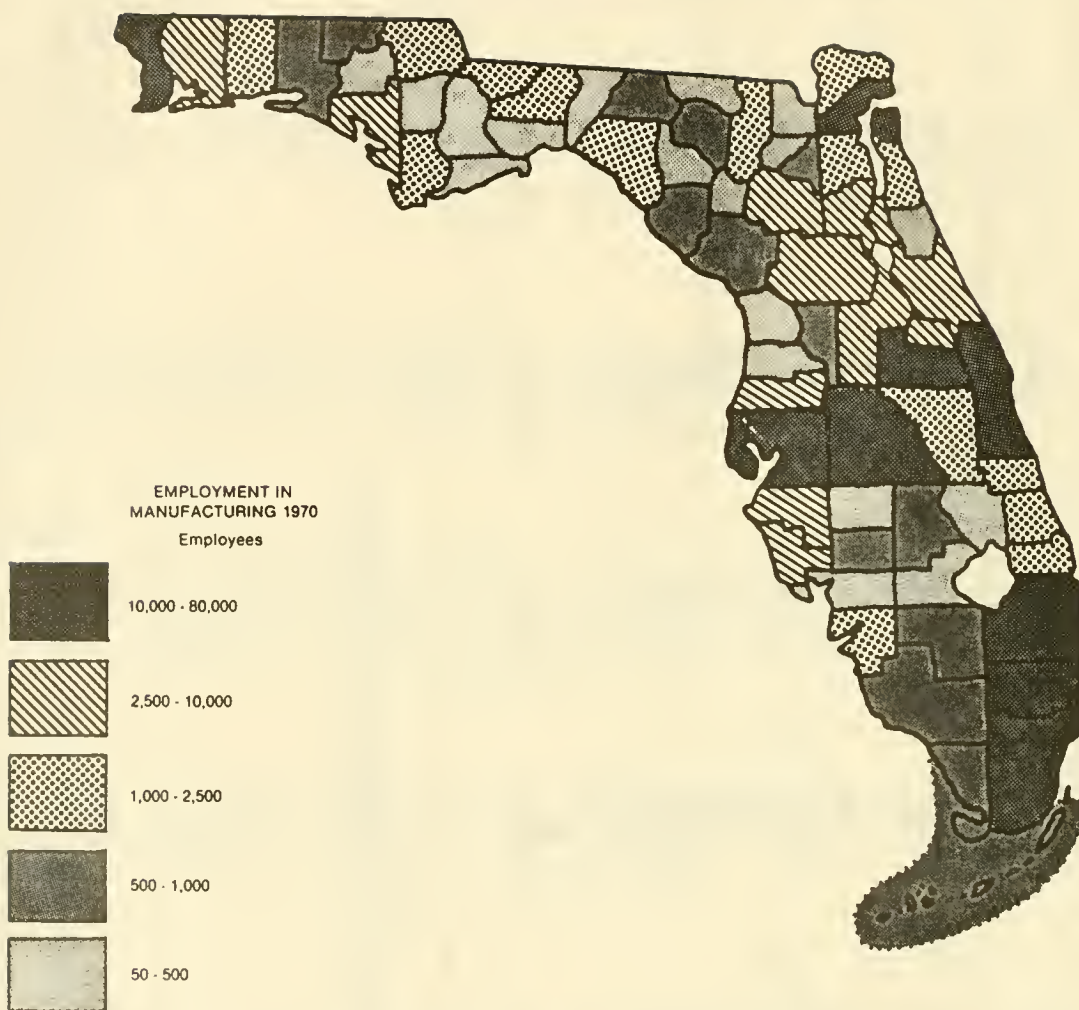 EMPLOYMENT IN
MANUFACTURING 1970
Employees
10,000 - 80,000
2,500 - 10,000
1,000 - 2,500
500 - 1,000
50 - 500